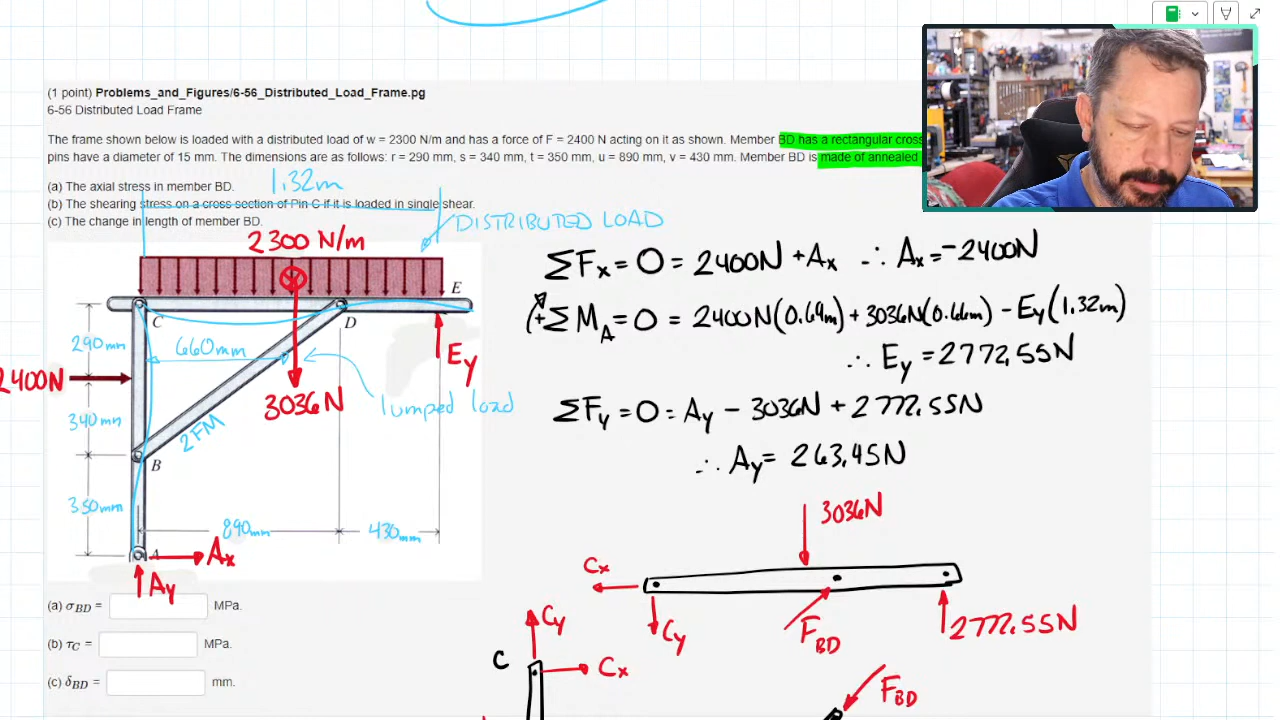 (1 point) Problems_and_Figures/6-56_Distributed_Load_Frame.pg
6-56 Distributed Load Frame
The frame shown below is loaded with a distributed load of w = 2300 N/m and has a force of F = 2400 N acting on it as shown. Member BD has a rectangular cross
pins have a diameter of 15 mm. The dimensions are as follows: r = 290 mm, s = 340 mm, t = 350 mm, u = 890 mm, v = 430 mm. Member BD is made of annealed
(a) The axial stress in member BD.
1.32m
(b) The shearing stress on a cross section of Pin C if it is loaded in single shear.
(c) The change in length of member BD.
DISTRIBUTED LOAD
2300 N/m
E
C
D
290mm
660mm
Ey
2400N
3036N
lumped load
340mm
2FM
B
350mm
890mm
430mm
A
Ax
Ay
ΣFx = 0 = 2400N + Ax ∴ Ax = -2400N
(+ ΣMA = 0 = 2400N(0.69m) + 3036N(0.66m) - Ey(1.32m)
∴ Ey = 2772.55N
ΣFy = 0 = Ay - 3036N + 2772.55N
∴ Ay = 263.45N
3036N
Cx
Cy
FBD
2772.55N
Cy
C
Cx
FBD
(a) σBD = MPa.
(b) τC = MPa.
(c) δBD = mm.